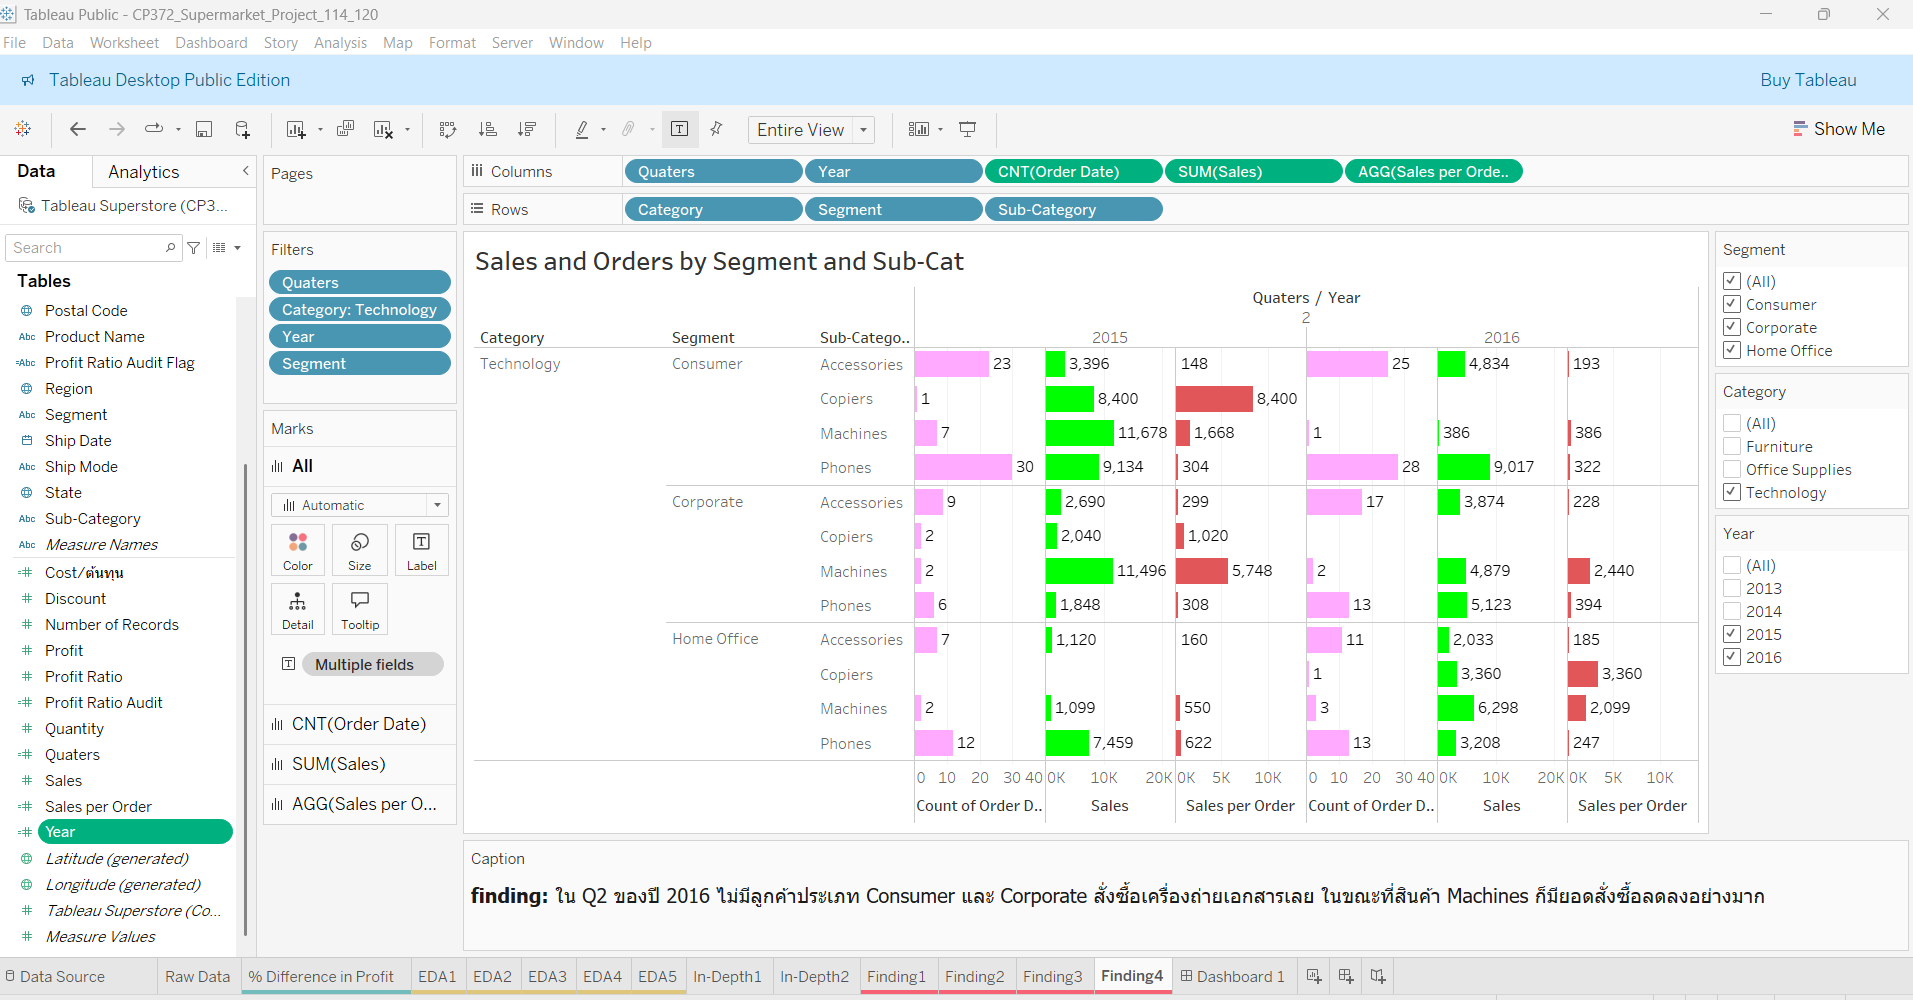 Tableau Public - CP372_Supermarket_Project_114_120
File Data Worksheet Dashboard Story Analysis Map Format Server Window Help
Tableau Desktop Public Edition
Buy Tableau
Entire View
Show Me
Data Analytics
Tableau Superstore (CP3...
Search
Tables
Postal Code
Abc Product Name
=Abc Profit Ratio Audit Flag
Region
Abc Segment
Ship Date
Abc Ship Mode
State
Abc Sub-Category
Abc Measure Names
=# Cost/ต้นทุน
# Discount
# Number of Records
# Profit
# Profit Ratio
=# Profit Ratio Audit
# Quantity
=# Quaters
# Sales
=# Sales per Order
=# Year
Latitude (generated)
Longitude (generated)
# Tableau Superstore (Co...
# Measure Values
Pages
Filters
Quaters
Category: Technology
Year
Segment
Marks
All
Automatic
Color Size Label
Detail Tooltip
Multiple fields
CNT(Order Date)
SUM(Sales)
AGG(Sales per O...
Columns Quaters Year CNT(Order Date) SUM(Sales) AGG(Sales per Orde..
Rows Category Segment Sub-Category
Sales and Orders by Segment and Sub-Cat
Quaters / Year
2
Category Segment Sub-Catego.. 2015 2016
Technology Consumer Accessories 23 3,396 148 25 4,834 193
Copiers 1 8,400 8,400
Machines 7 11,678 1,668 1 386 386
Phones 30 9,134 304 28 9,017 322
Corporate Accessories 9 2,690 299 17 3,874 228
Copiers 2 2,040 1,020
Machines 2 11,496 5,748 2 4,879 2,440
Phones 6 1,848 308 13 5,123 394
Home Office Accessories 7 1,120 160 11 2,033 185
Copiers 1 3,360 3,360
Machines 2 1,099 550 3 6,298 2,099
Phones 12 7,459 622 13 3,208 247
0 10 20 30 40 0K 10K 20K 0K 5K 10K 0 10 20 30 40 0K 10K 20K 0K 5K 10K
Count of Order D.. Sales Sales per Order Count of Order D.. Sales Sales per Order
Segment
(All)
Consumer
Corporate
Home Office
Category
(All)
Furniture
Office Supplies
Technology
Year
(All)
2013
2014
2015
2016
Caption
finding: ใน Q2 ของปี 2016 ไม่มีลูกค้าประเภท Consumer และ Corporate สั่งซื้อเครื่องถ่ายเอกสารเลย ในขณะที่สินค้า Machines ก็มียอดสั่งซื้อลดลงอย่างมาก
Data Source Raw Data % Difference in Profit EDA1 EDA2 EDA3 EDA4 EDA5 In-Depth1 In-Depth2 Finding1 Finding2 Finding3 Finding4 Dashboard 1